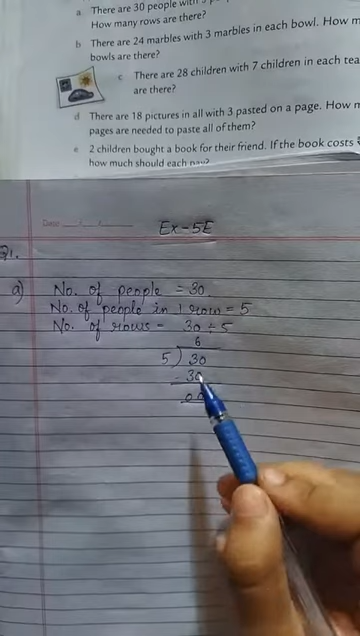 a There are 30 people with 5 p
How many rows are there?
b There are 24 marbles with 3 marbles in each bowl. How m
bowls are there?
c There are 28 children with 7 children in each tea
are there?
d There are 18 pictures in all with 3 pasted on a page. How m
pages are needed to paste all of them?
e 2 children bought a book for their friend. If the book costs ₹
how much should each pay?
Date
Ex-5E
Q1.
a) No. of people = 30
No. of people in 1 row = 5
No. of rows = 30 ÷ 5
6
5 ) 30
- 30
00